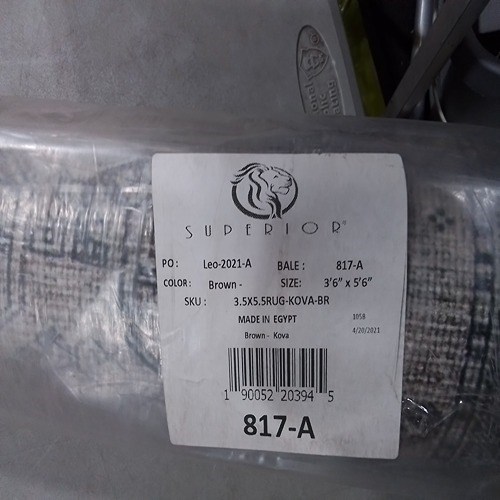 SUPERIOR®
PO : Leo-2021-A BALE : 817-A
COLOR : Brown - SIZE: 3'6" x 5'6"
SKU : 3.5X5.5RUG-KOVA-BR
MADE IN EGYPT 1058
Brown - Kova 4/20/2021
1 90052 20394 5
817-A